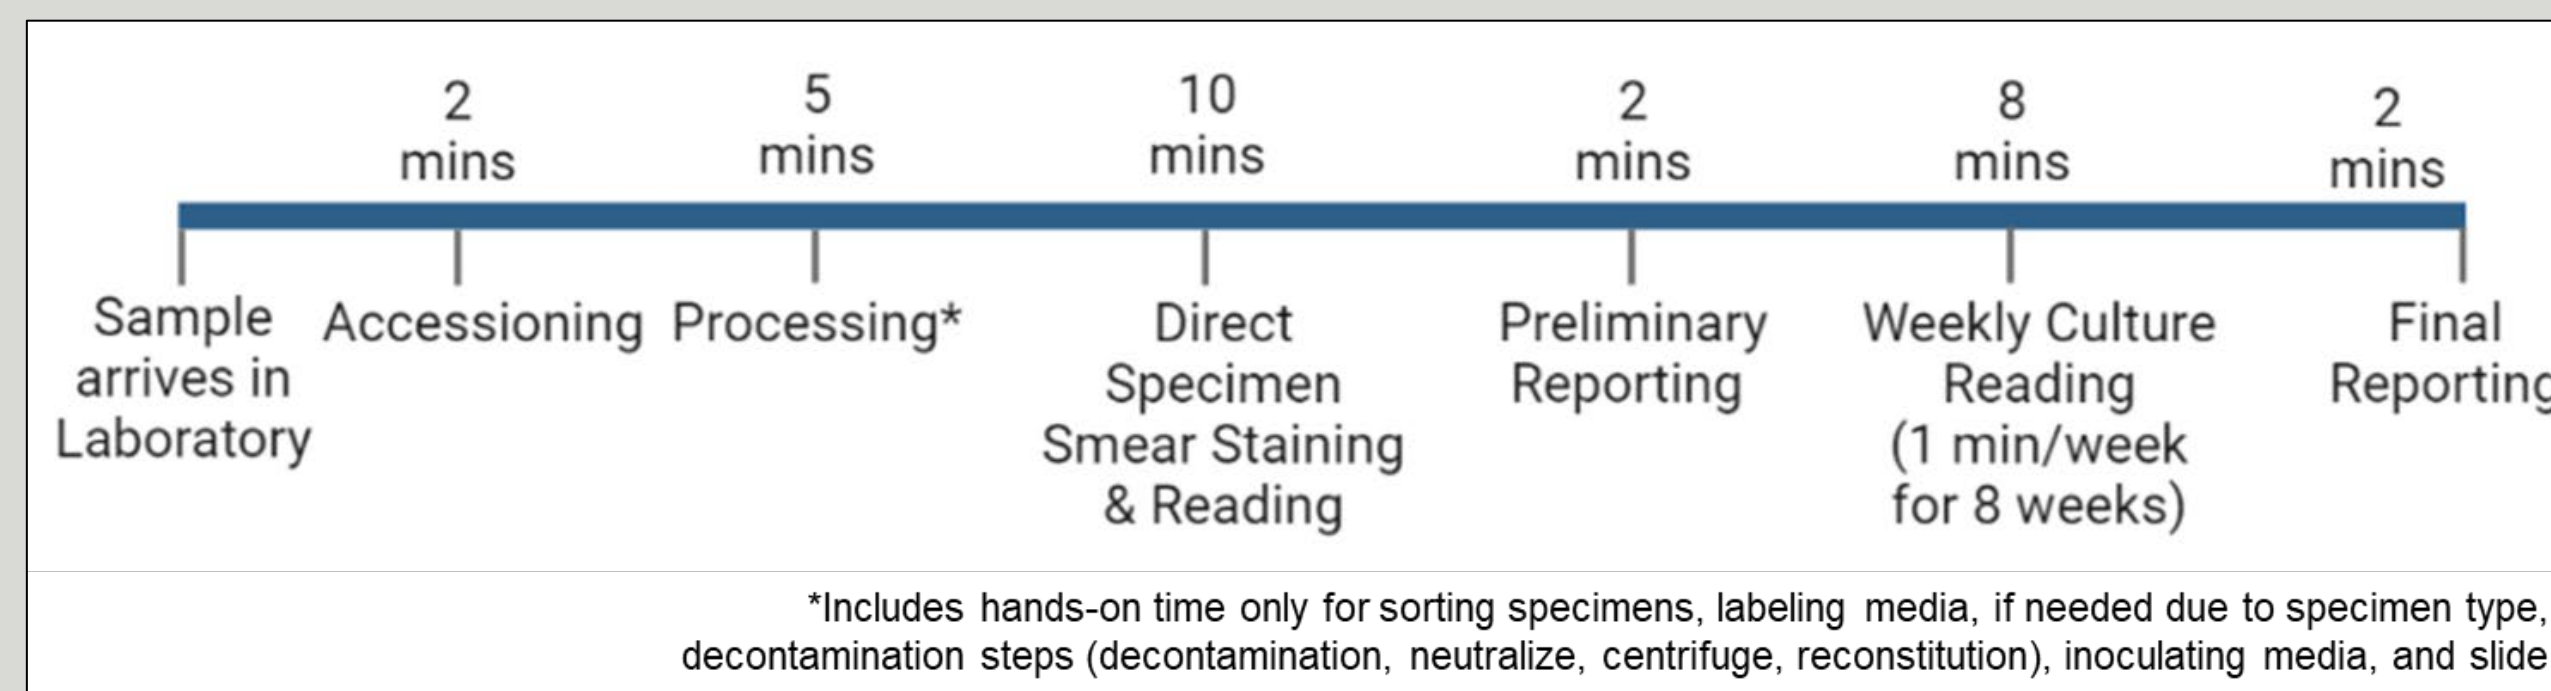 2
mins
5
mins
10
mins
2
mins
8
mins
2
mins
Sample
arrives in
Laboratory
Accessioning
Processing*
Direct
Specimen
Smear Staining
& Reading
Preliminary
Reporting
Weekly Culture
Reading
(1 min/week
for 8 weeks)
Final
Reporting
*Includes hands-on time only for sorting specimens, labeling media, if needed due to specimen type,
decontamination steps (decontamination, neutralize, centrifuge, reconstitution), inoculating media, and slide